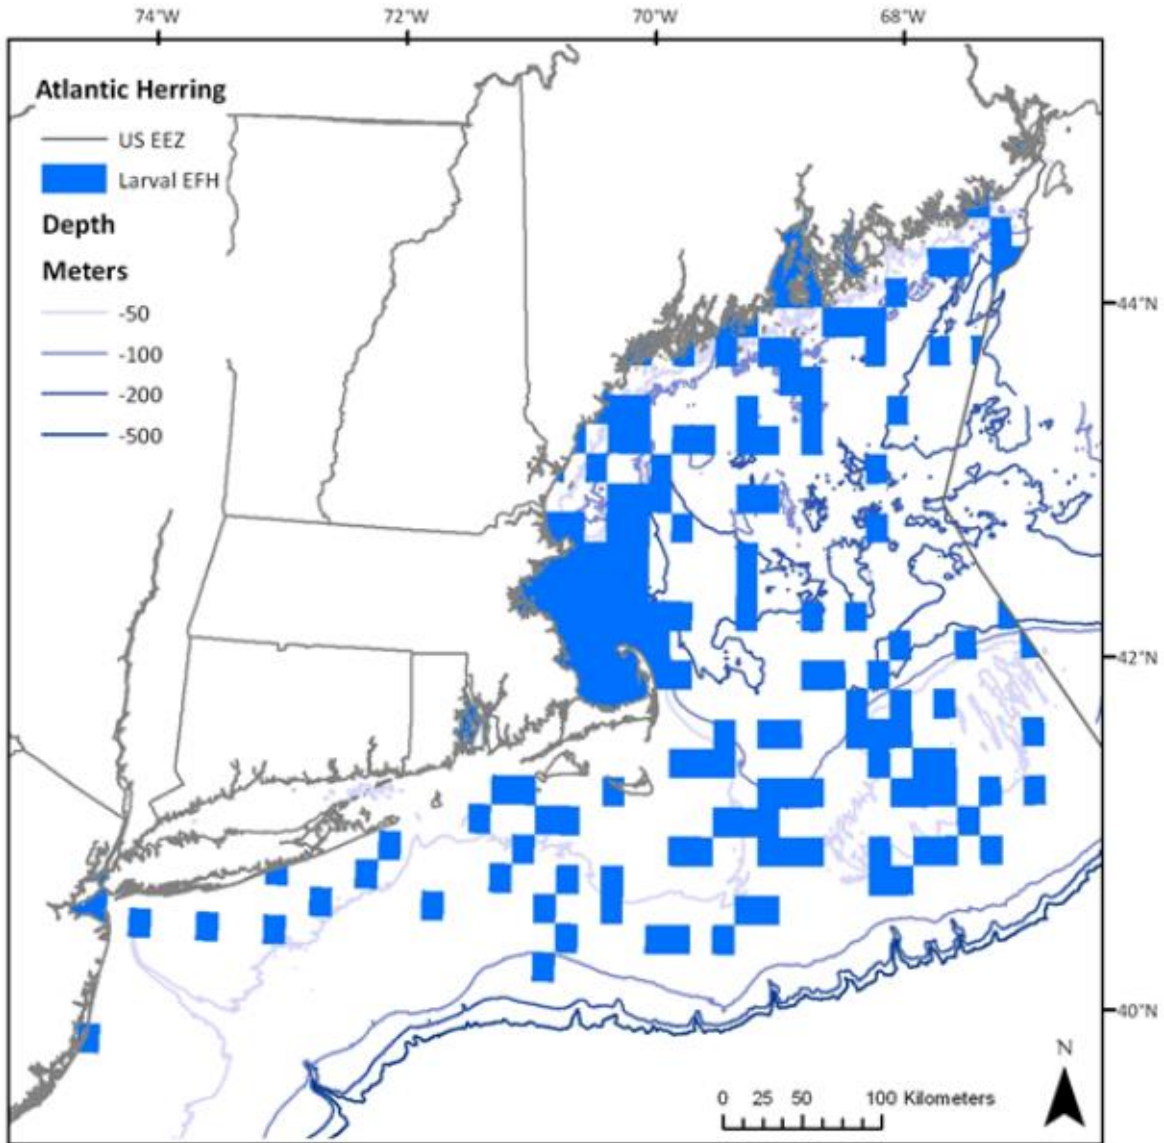 74°W 72°W 70°W 68°W
Atlantic Herring
US EEZ
Larval EFH
Depth
Meters
-50
-100
-200
-500
44°N
42°N
40°N
N
0 25 50 100 Kilometers